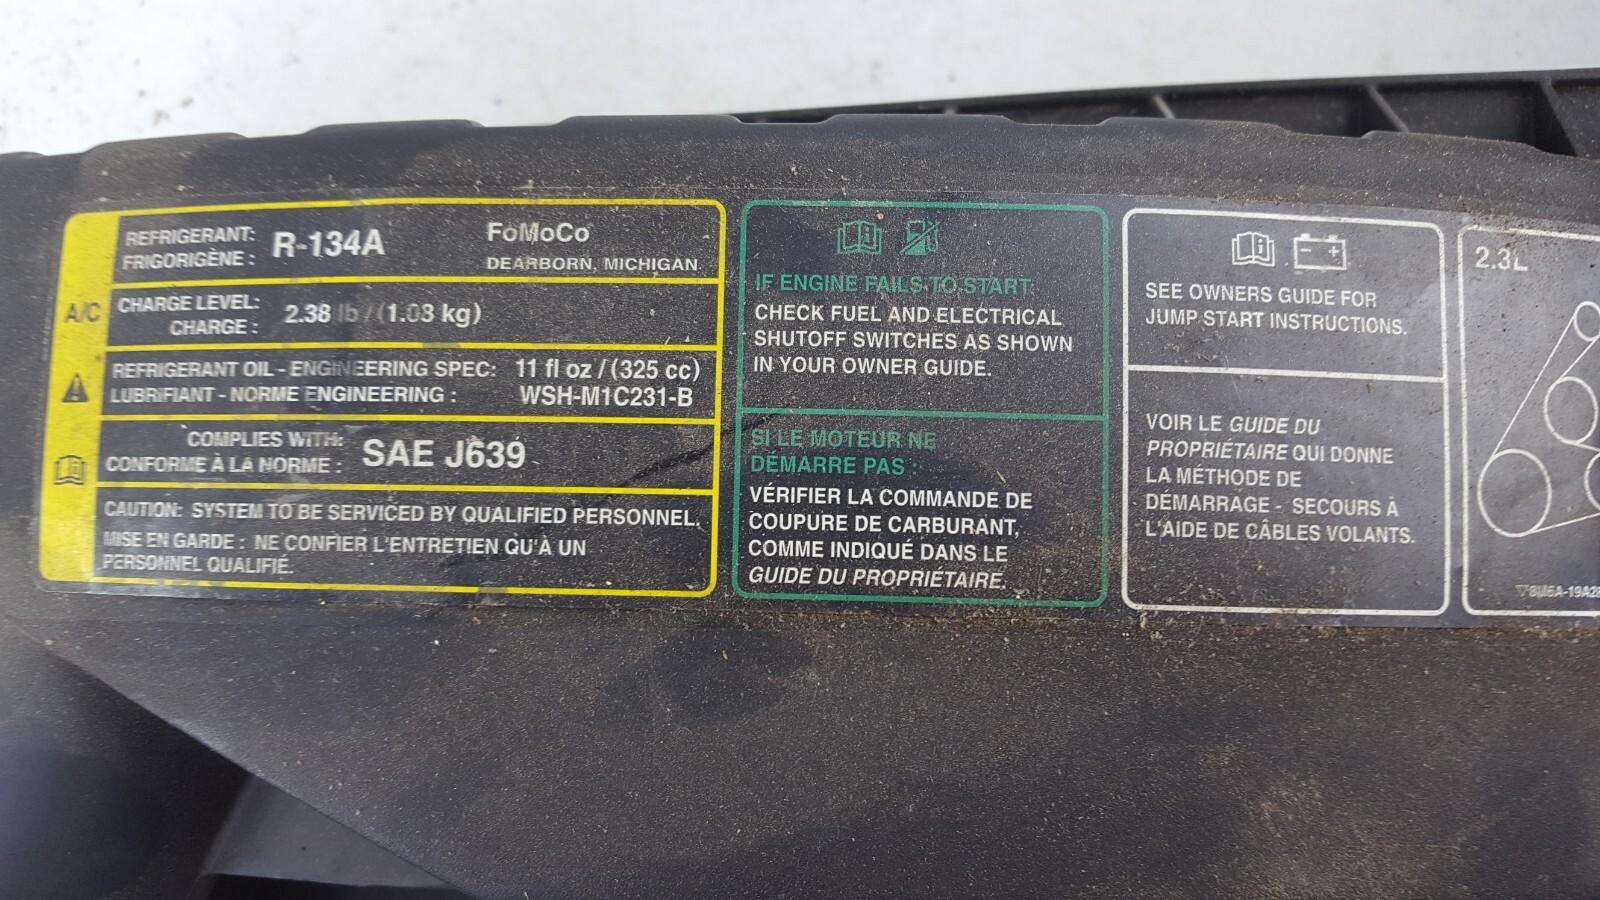 REFRIGERANT: R-134A
FRIGORIGÈNE :
FoMoCo
DEARBORN, MICHIGAN
A/C
CHARGE LEVEL: 2.38 lb / (1.08 kg)
CHARGE :
REFRIGERANT OIL - ENGINEERING SPEC: 11 fl oz / (325 cc)
LUBRIFIANT - NORME ENGINEERING : WSH-M1C231-B
COMPLIES WITH: SAE J639
CONFORME À LA NORME :
CAUTION: SYSTEM TO BE SERVICED BY QUALIFIED PERSONNEL.
MISE EN GARDE : NE CONFIER L'ENTRETIEN QU'À UN
PERSONNEL QUALIFIÉ.
IF ENGINE FAILS TO START:
CHECK FUEL AND ELECTRICAL
SHUTOFF SWITCHES AS SHOWN
IN YOUR OWNER GUIDE.
SI LE MOTEUR NE
DÉMARRE PAS :
VÉRIFIER LA COMMANDE DE
COUPURE DE CARBURANT,
COMME INDIQUÉ DANS LE
GUIDE DU PROPRIÉTAIRE.
SEE OWNERS GUIDE FOR
JUMP START INSTRUCTIONS.
VOIR LE GUIDE DU
PROPRIÉTAIRE QUI DONNE
LA MÉTHODE DE
DÉMARRAGE - SECOURS À
L'AIDE DE CÂBLES VOLANTS.
2.3L